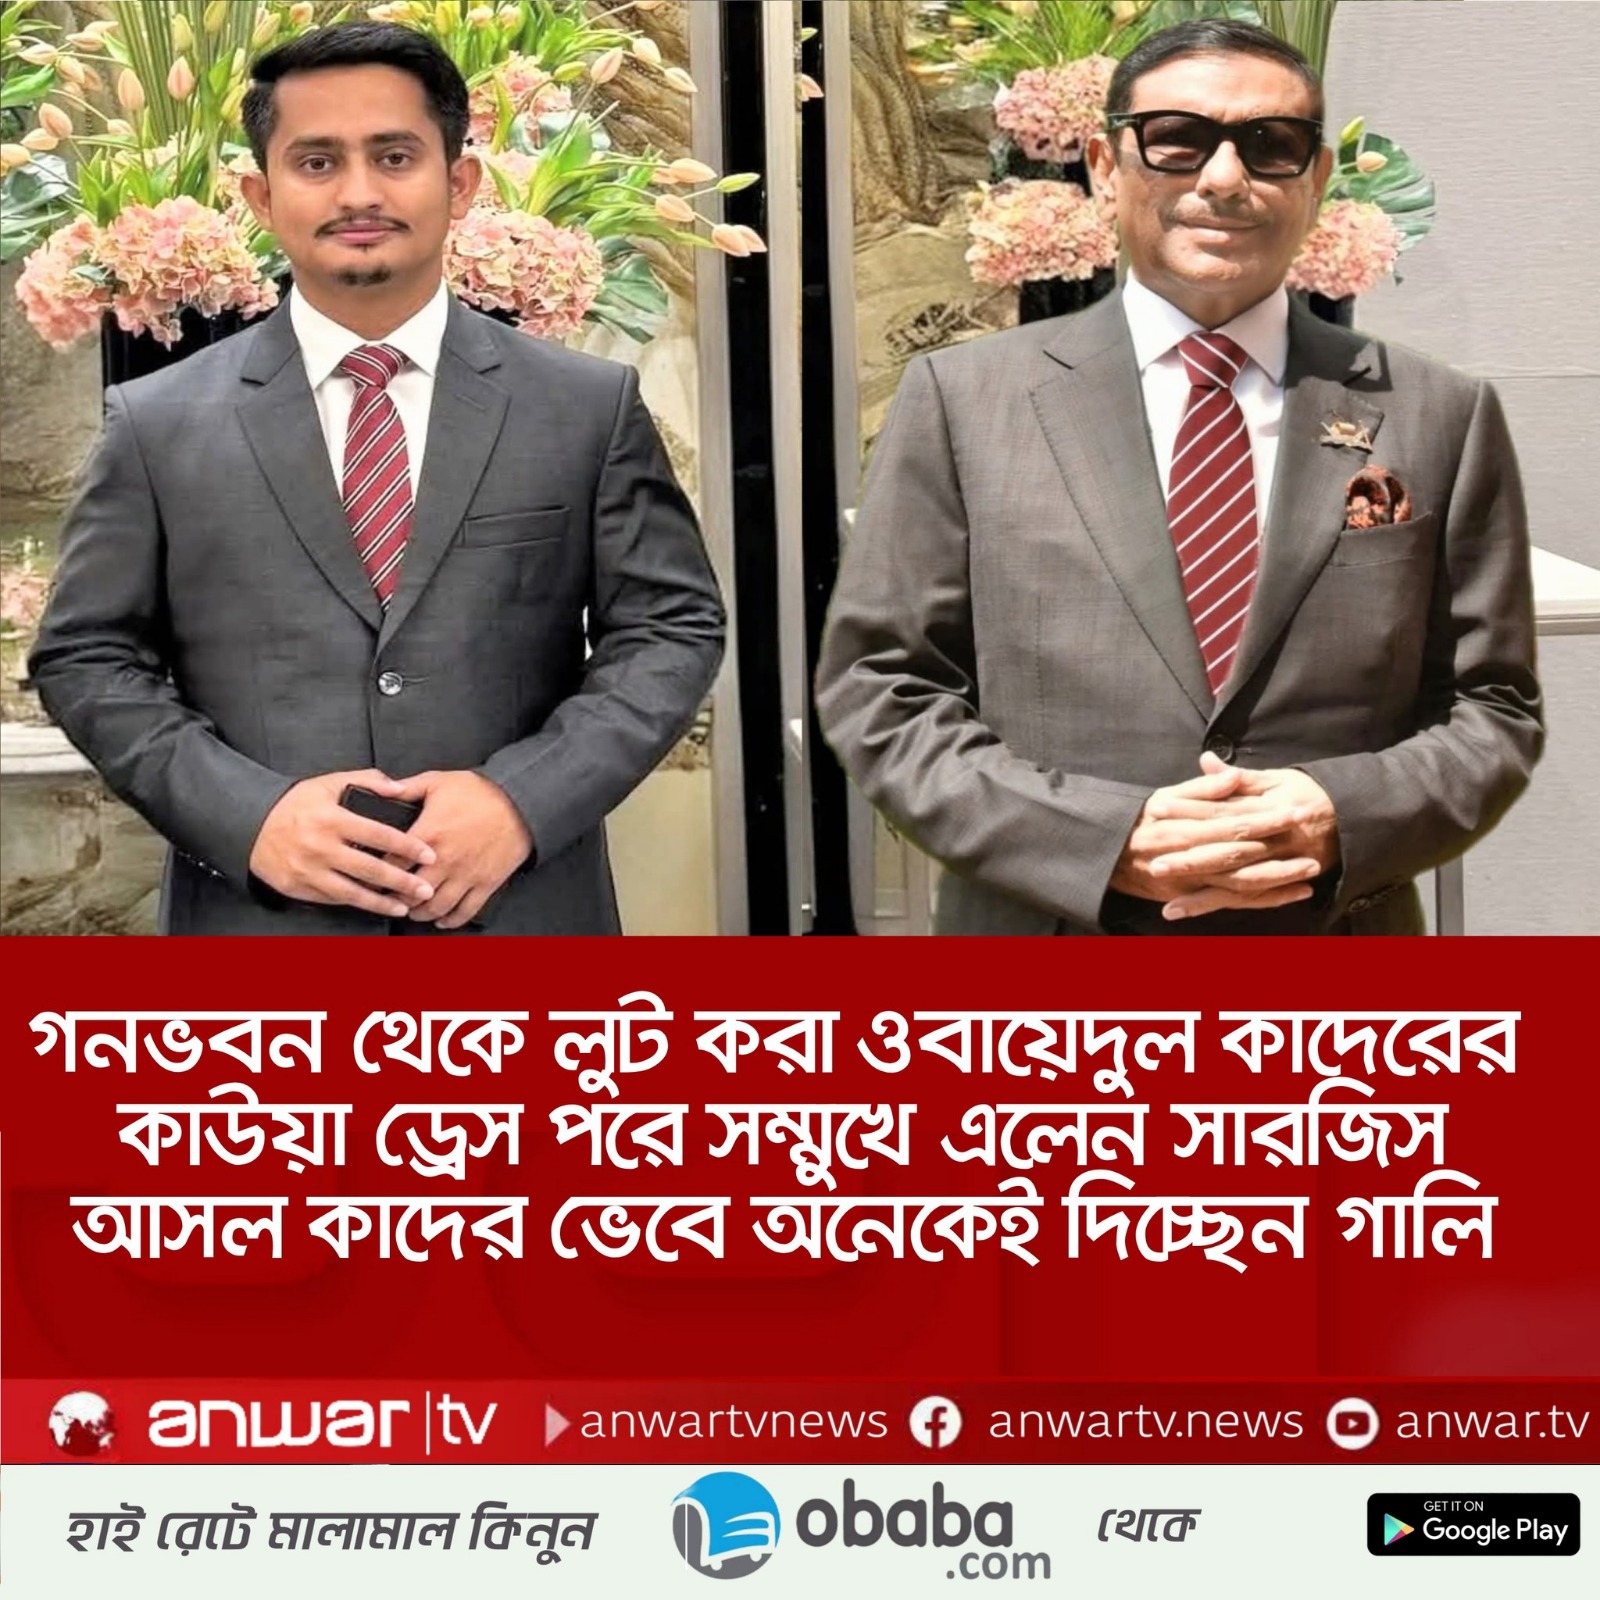 গনভবন থেকে লুট করা ওবায়েদুল কাদেরের
কাউয়া ড্রেস পরে সম্মুখে এলেন সারজিস
আসল কাদের ভেবে অনেকেই দিচ্ছেন গালি
anwar tv anwartvnews anwartv.news anwar.tv
হাই রেটে মালামাল কিনুন obaba.com থেকে GET IT ON Google Play